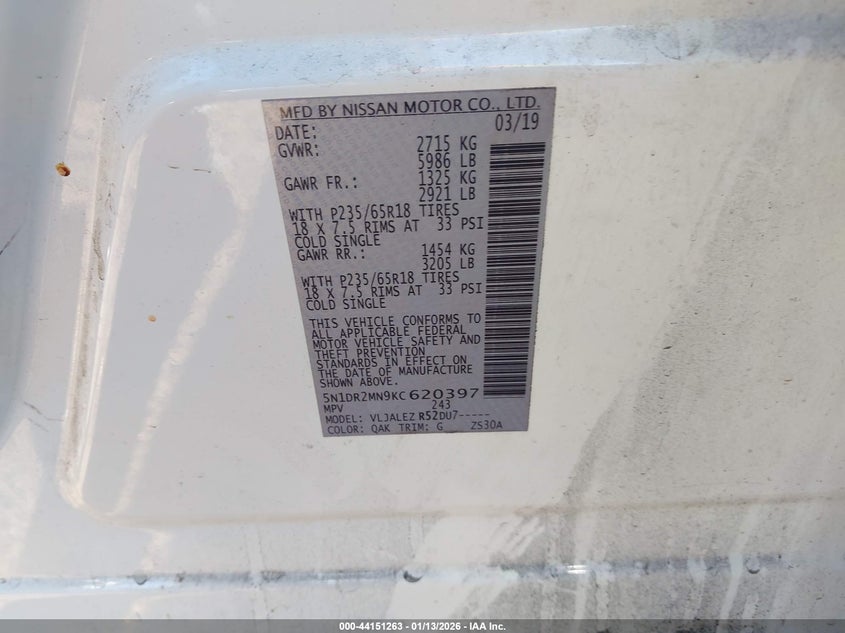 MFD BY NISSAN MOTOR CO., LTD.
DATE: 03/19
GVWR: 2715 KG
5986 LB
GAWR FR.: 1325 KG
2921 LB
WITH P235/65R18 TIRES
18 X 7.5 RIMS AT 33 PSI
COLD SINGLE
GAWR RR.: 1454 KG
3205 LB
WITH P235/65R18 TIRES
18 X 7.5 RIMS AT 33 PSI
COLD SINGLE
THIS VEHICLE CONFORMS TO
ALL APPLICABLE FEDERAL
MOTOR VEHICLE SAFETY AND
THEFT PREVENTION
STANDARDS IN EFFECT ON
THE DATE OF MANUFACTURE
SHOWN ABOVE.
5N1DR2MN9KC620397
MPV 243
MODEL: VLJALEZ R52DU7-----
COLOR: QAK TRIM: G ZS30A
000-44151263 - 01/13/2026 - IAA Inc.